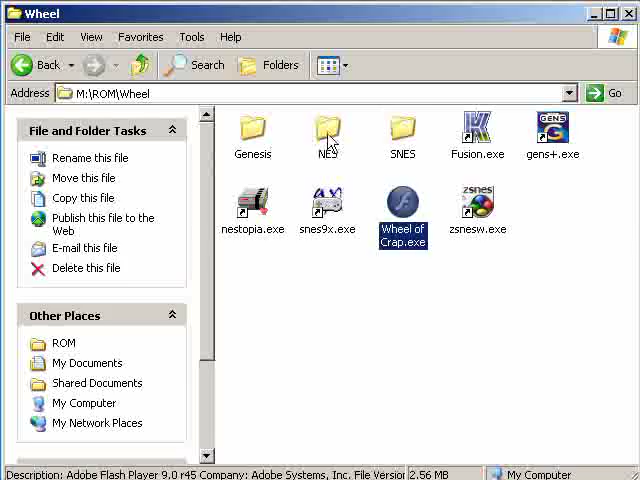 Wheel
File Edit View Favorites Tools Help
Back Search Folders
Address M:\ROM\Wheel Go
File and Folder Tasks
Rename this file
Move this file
Copy this file
Publish this file to the
Web
E-mail this file
Delete this file
Other Places
ROM
My Documents
Shared Documents
My Computer
My Network Places
Genesis NES SNES Fusion.exe gens+.exe
GENS
zsnes
nestopia.exe snes9x.exe Wheel of
Crap.exe zsnesw.exe
Description: Adobe Flash Player 9.0 r45 Company: Adobe Systems, Inc. File Version 2.56 MB My Computer